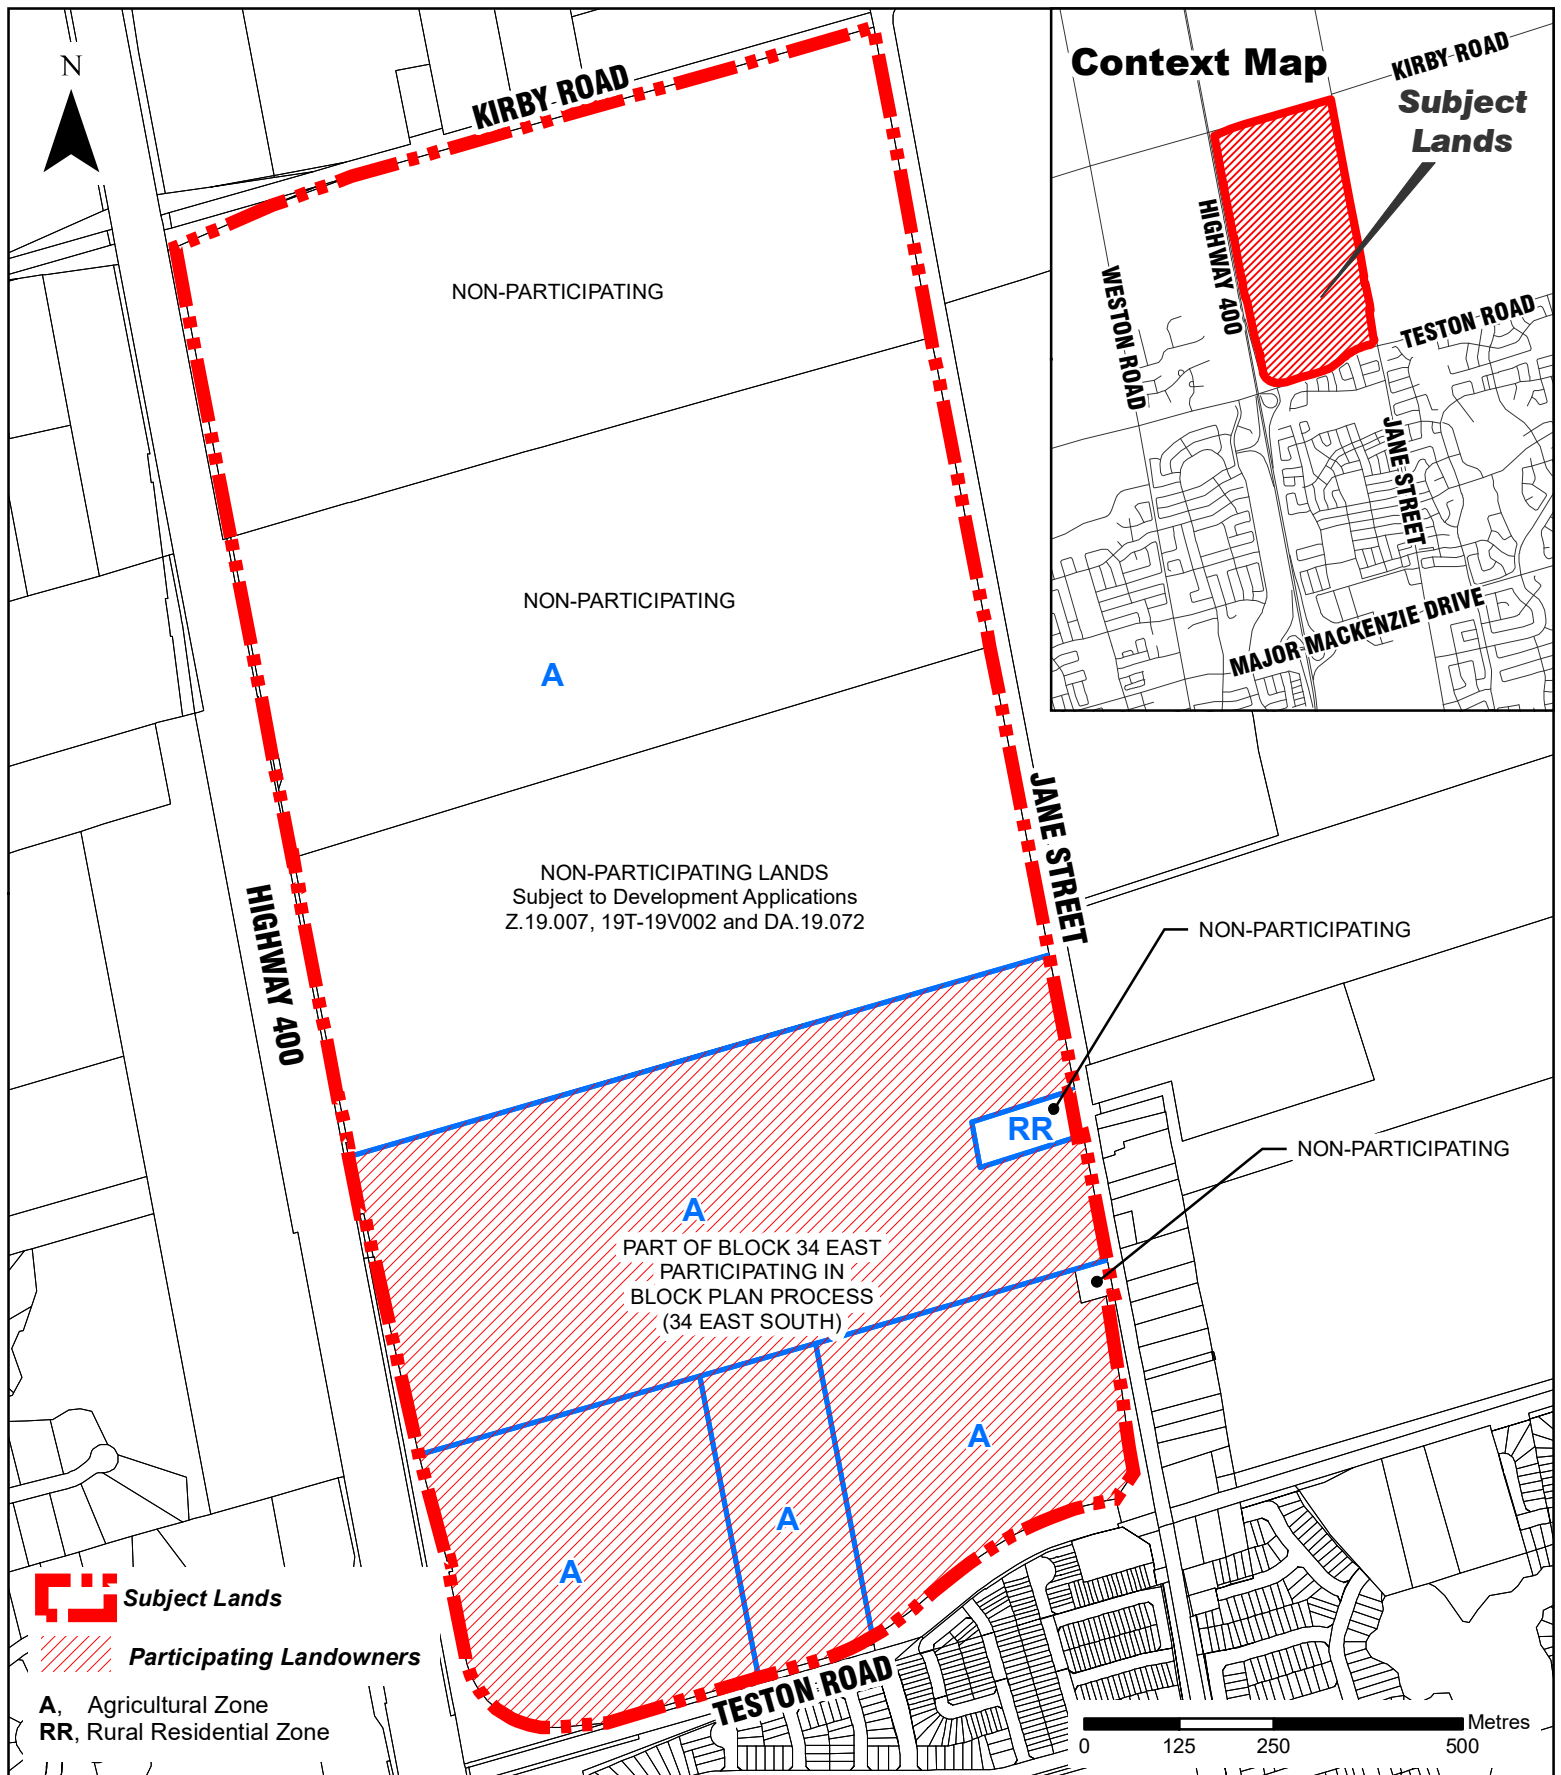 N
KIRBY ROAD
Context Map
KIRBY ROAD
Subject
Lands
HIGHWAY 400
WESTON ROAD
TESTON ROAD
JANE STREET
MAJOR MACKENZIE DRIVE
NON-PARTICIPATING
NON-PARTICIPATING
A
JANE STREET
NON-PARTICIPATING LANDS
Subject to Development Applications
Z.19.007, 19T-19V002 and DA.19.072
HIGHWAY 400
NON-PARTICIPATING
RR
NON-PARTICIPATING
A
PART OF BLOCK 34 EAST
PARTICIPATING IN
BLOCK PLAN PROCESS
(34 EAST SOUTH)
A
A
A
TESTON ROAD
Subject Lands
Participating Landowners
A, Agricultural Zone
RR, Rural Residential Zone
Metres
0 125 250 500